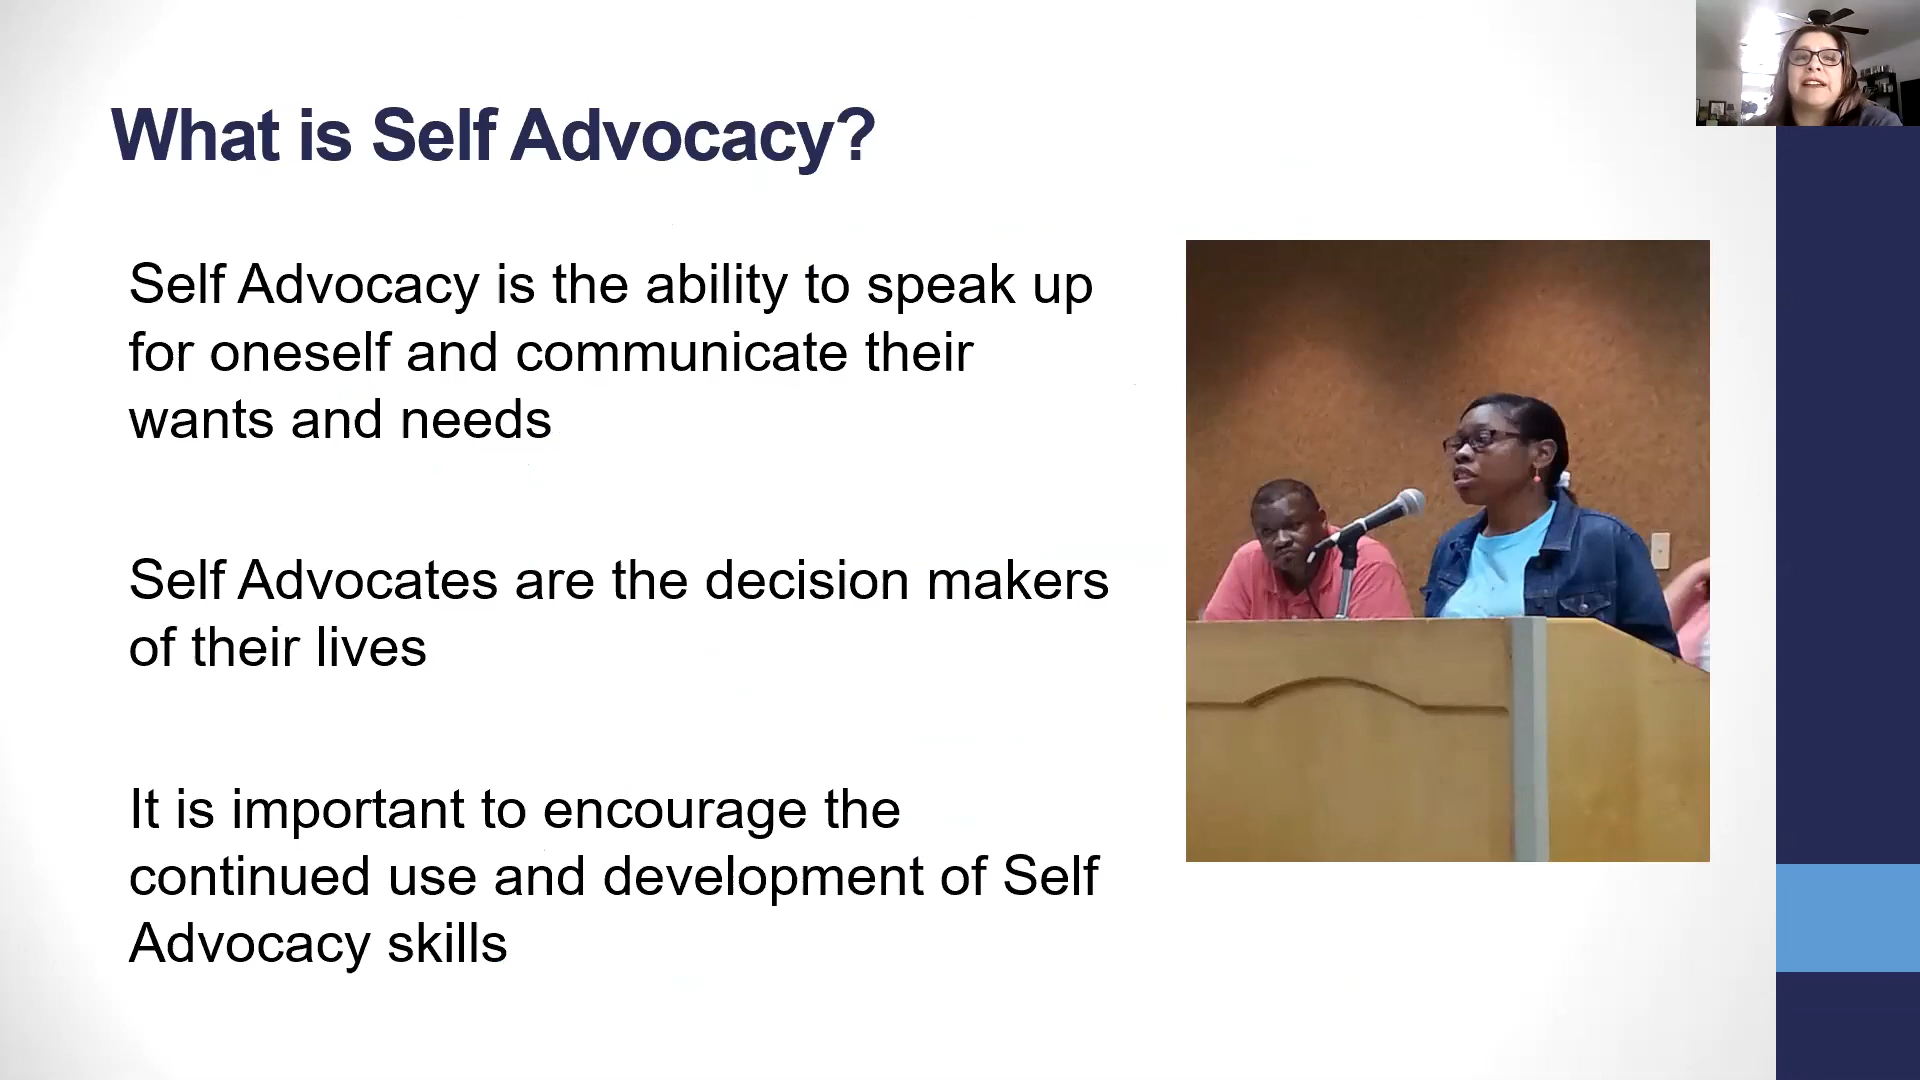 What is Self Advocacy?
Self Advocacy is the ability to speak up
for oneself and communicate their
wants and needs
Self Advocates are the decision makers
of their lives
It is important to encourage the
continued use and development of Self
Advocacy skills